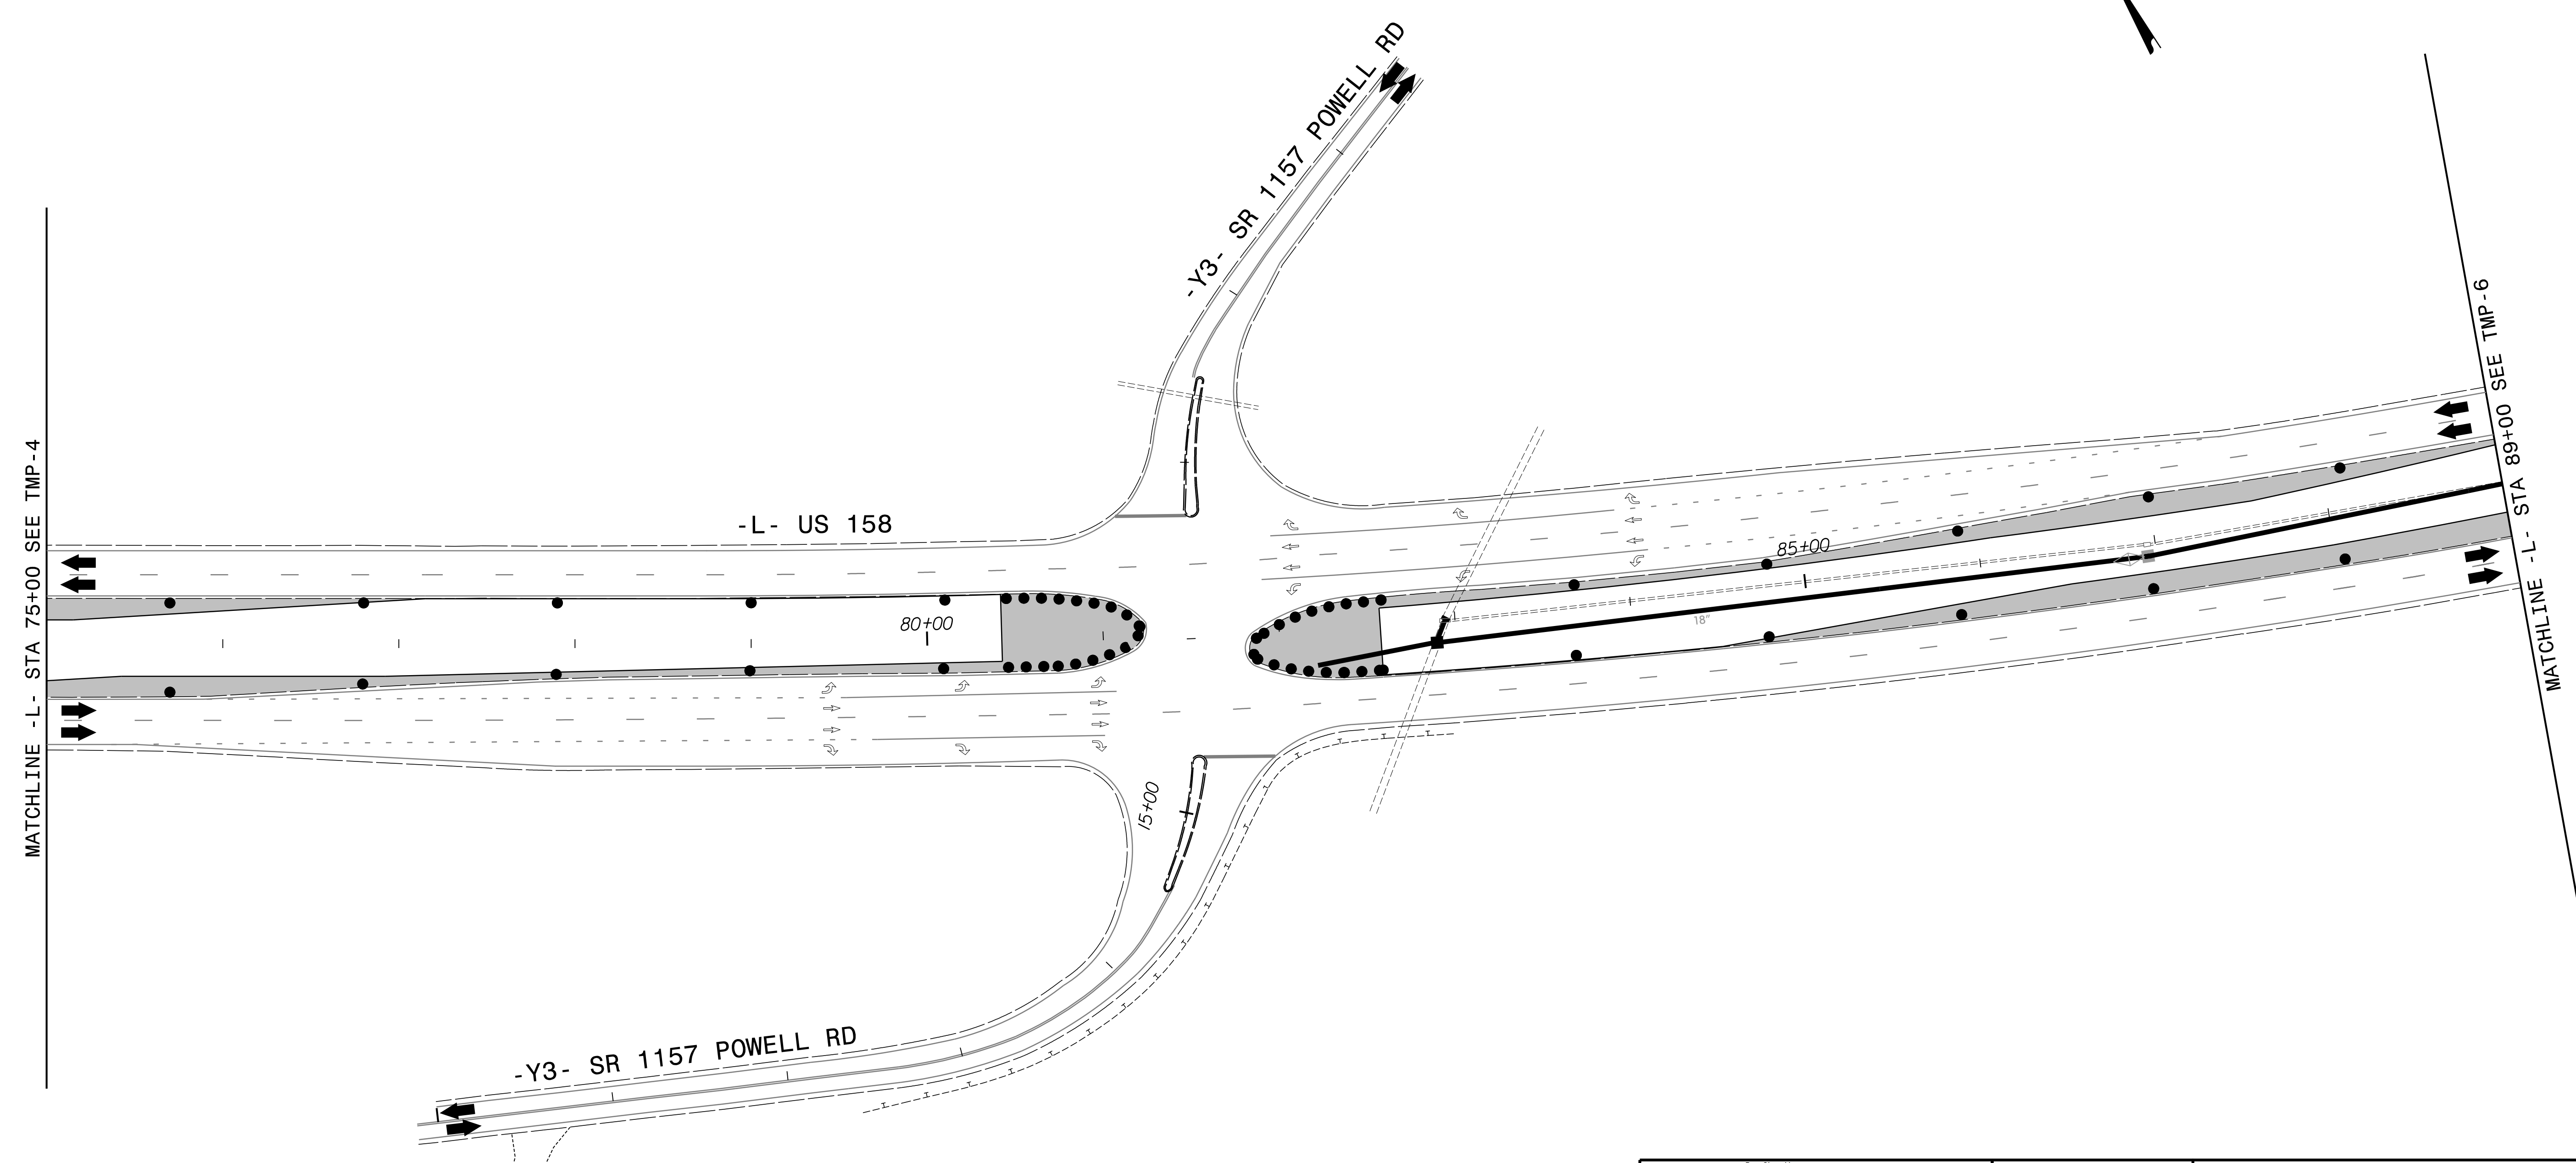 -Y3- SR 1157 POWELL RD
MATCHLINE -L- STA 75+00 SEE TMP-4
-L- US 158
80+00
85+00
18"
MATCHLINE -L- STA 89+00 SEE TMP-6
15+00
-Y3- SR 1157 POWELL RD